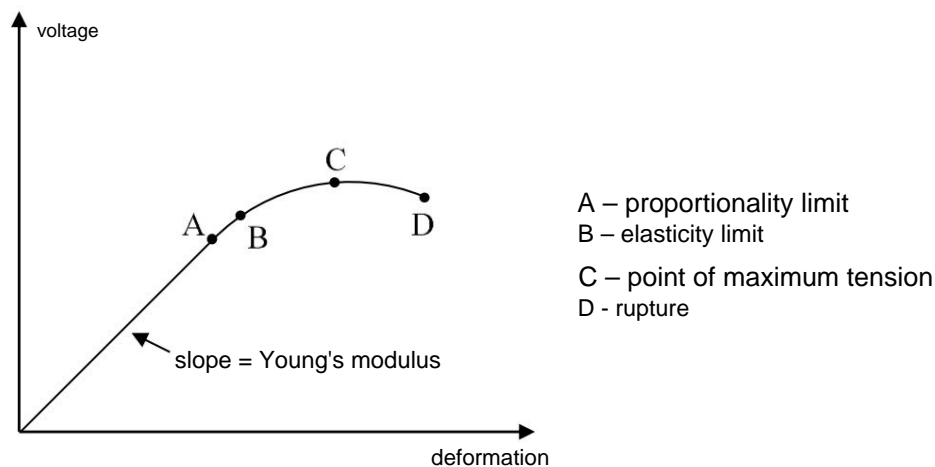 voltage
C
A
B
D
A – proportionality limit
B – elasticity limit
C – point of maximum tension
D - rupture
slope = Young's modulus
deformation